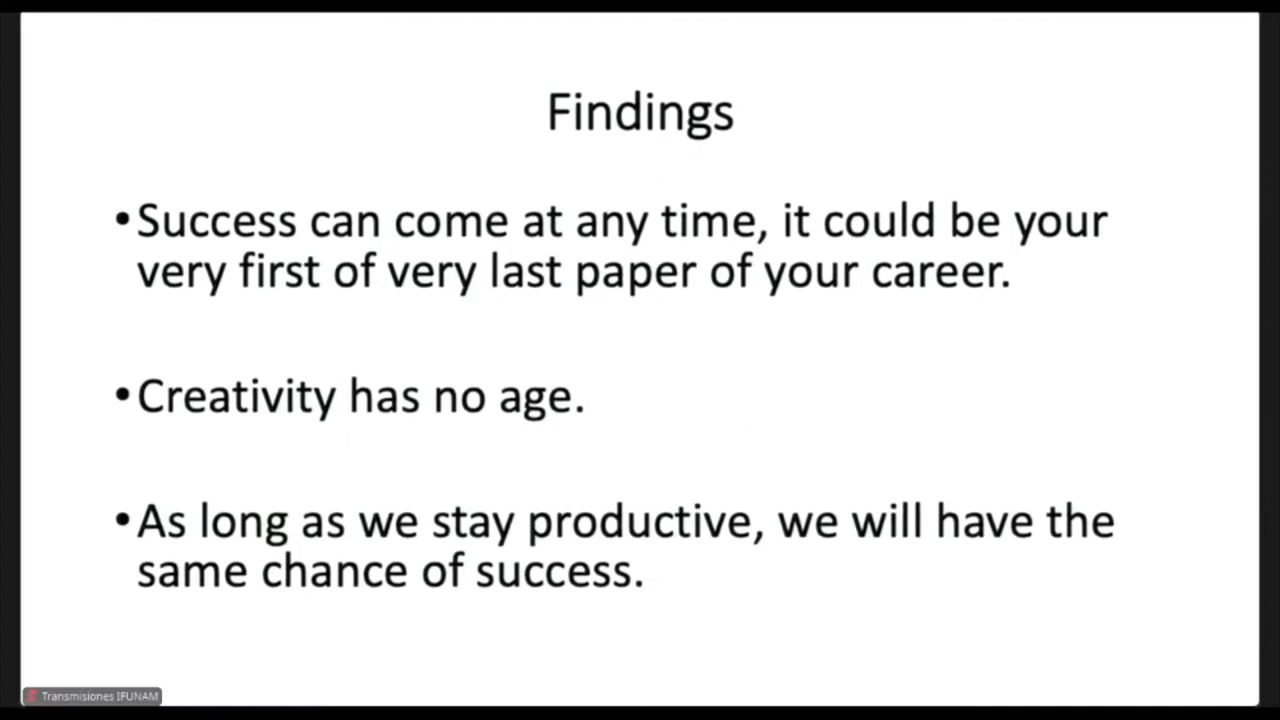 Findings
•Success can come at any time, it could be your
very first of very last paper of your career.
•Creativity has no age.
•As long as we stay productive, we will have the
same chance of success.
Transmisiones IFUNAM